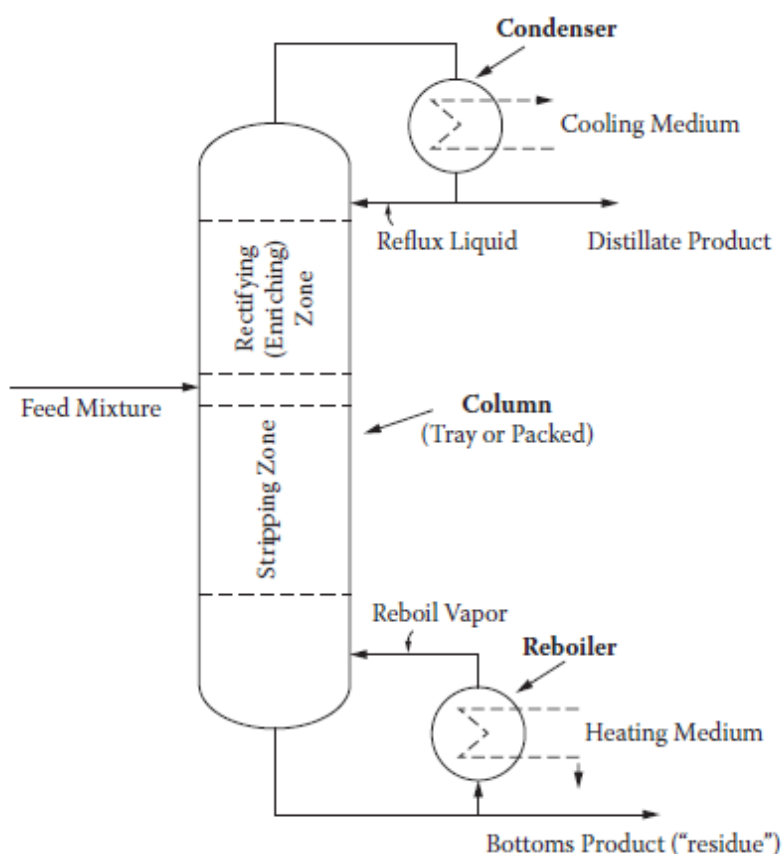 Condenser
Cooling Medium
Reflux Liquid
Distillate Product
Rectifying
(Enriching)
Zone
Feed Mixture
Column
(Tray or Packed)
Stripping Zone
Reboil Vapor
Reboiler
Heating Medium
Bottoms Product (“residue”)